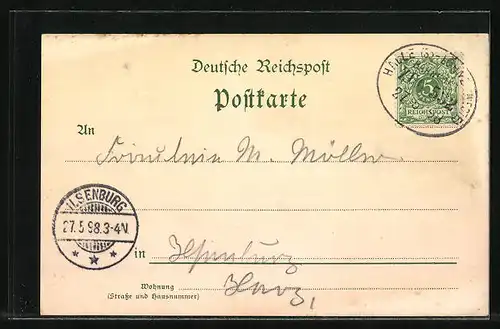 Deutsche Reichspost
Postkarte
5
REICHSPOST
An
Fräulein M. Möller
ILSENBURG
27.5.98.3-4N.
* * *
in Ilsenburg
Harz,
Wohnung
(Straße und Hausnummer)